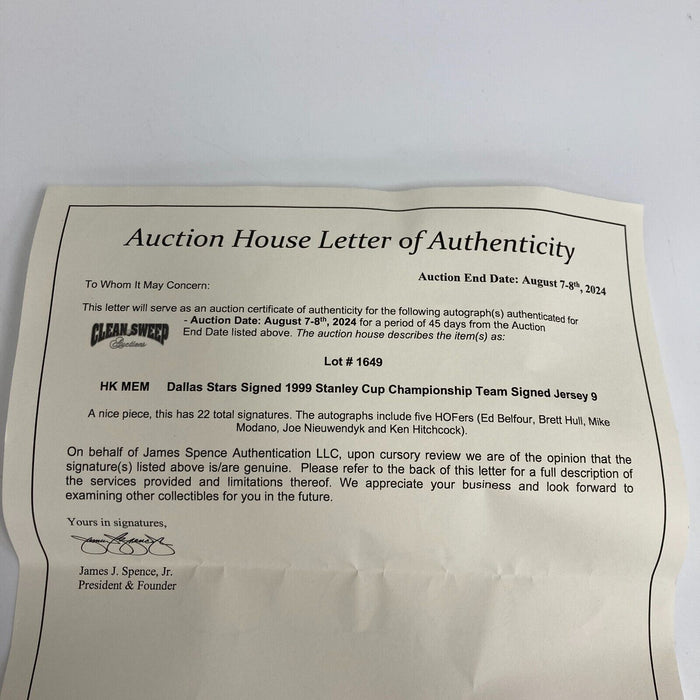 Auction House Letter of Authenticity
Auction End Date: August 7-8th, 2024
To Whom It May Concern:
This letter will serve as an auction certificate of authenticity for the following autograph(s) authenticated for
CLEAN SWEEP
Auctions
- Auction Date: August 7-8th, 2024 for a period of 45 days from the Auction
End Date listed above. The auction house describes the item(s) as:
Lot # 1649
HK MEM Dallas Stars Signed 1999 Stanley Cup Championship Team Signed Jersey 9
A nice piece, this has 22 total signatures. The autographs include five HOFers (Ed Belfour, Brett Hull, Mike
Modano, Joe Nieuwendyk and Ken Hitchcock).
On behalf of James Spence Authentication LLC, upon cursory review we are of the opinion that the
signature(s) listed above is/are genuine. Please refer to the back of this letter for a full description of
the services provided and limitations thereof. We appreciate your business and look forward to
examining other collectibles for you in the future.
Yours in signatures,
James J. Spence, Jr.
President & Founder